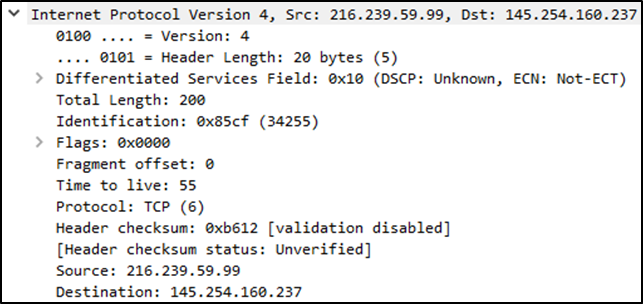 Internet Protocol Version 4, Src: 216.239.59.99, Dst: 145.254.160.237
0100 .... = Version: 4
.... 0101 = Header Length: 20 bytes (5)
Differentiated Services Field: 0x10 (DSCP: Unknown, ECN: Not-ECT)
Total Length: 200
Identification: 0x85cf (34255)
Flags: 0x0000
Fragment offset: 0
Time to live: 55
Protocol: TCP (6)
Header checksum: 0xb612 [validation disabled]
[Header checksum status: Unverified]
Source: 216.239.59.99
Destination: 145.254.160.237